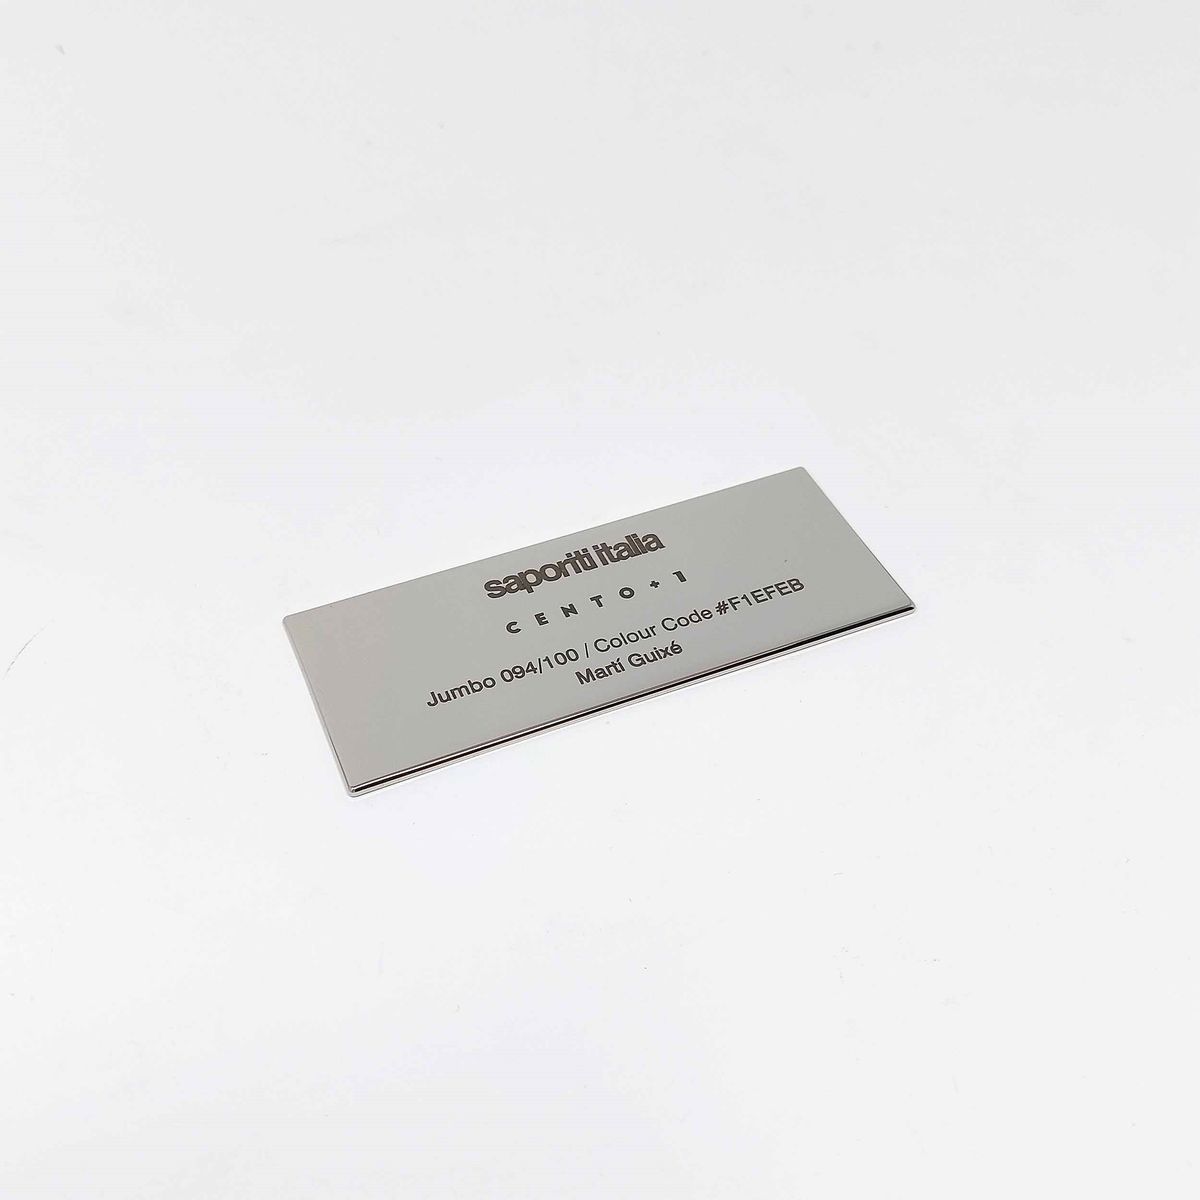 saporiti italia
CENTO+1
Jumbo 094/100 / Colour Code #F1EFEB
Martí Guixé